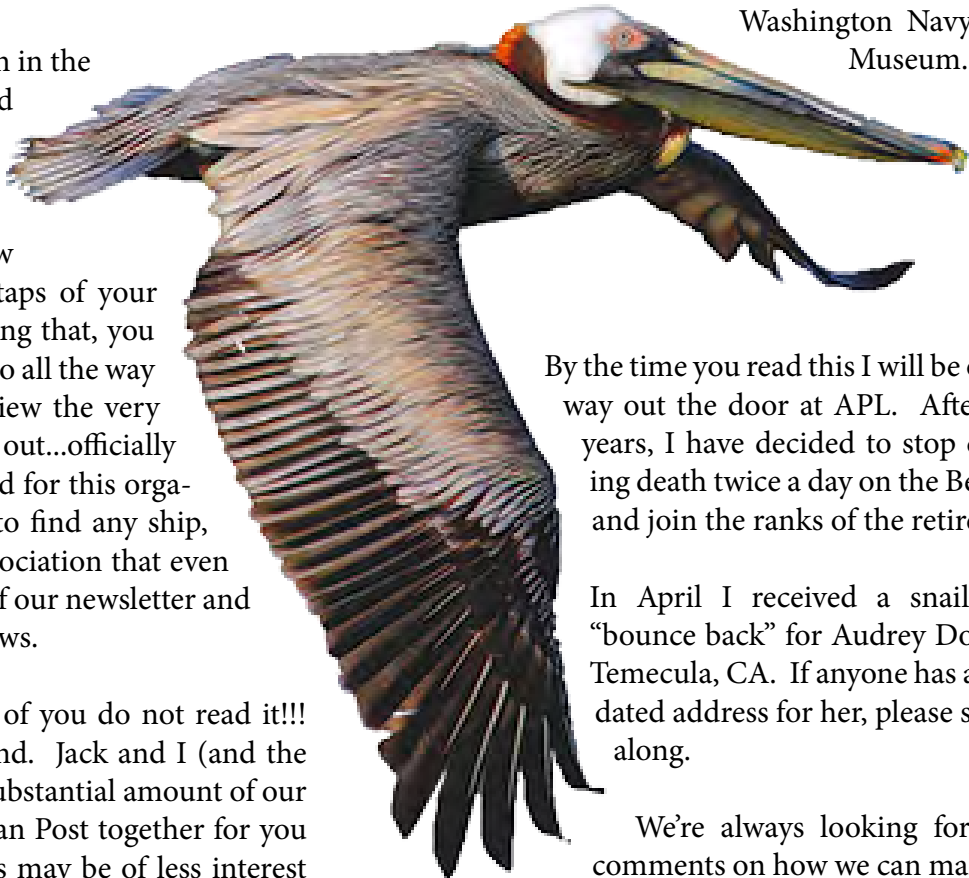 n in the
d
w
taps of your
ng that, you
o all the way
iew the very
out...officially
d for this orga-
to find any ship,
ociation that even
f our newsletter and
ws.
of you do not read it!!!
nd. Jack and I (and the
ubstantial amount of our
an Post together for you
s may be of less interest
Washington Navy
Museum.
By the time you read this I will be
way out the door at APL. Afte
years, I have decided to stop
ing death twice a day on the Be
and join the ranks of the retire
In April I received a snail
“bounce back” for Audrey Do
Temecula, CA. If anyone has a
dated address for her, please s
along.
We’re always looking for
comments on how we can ma